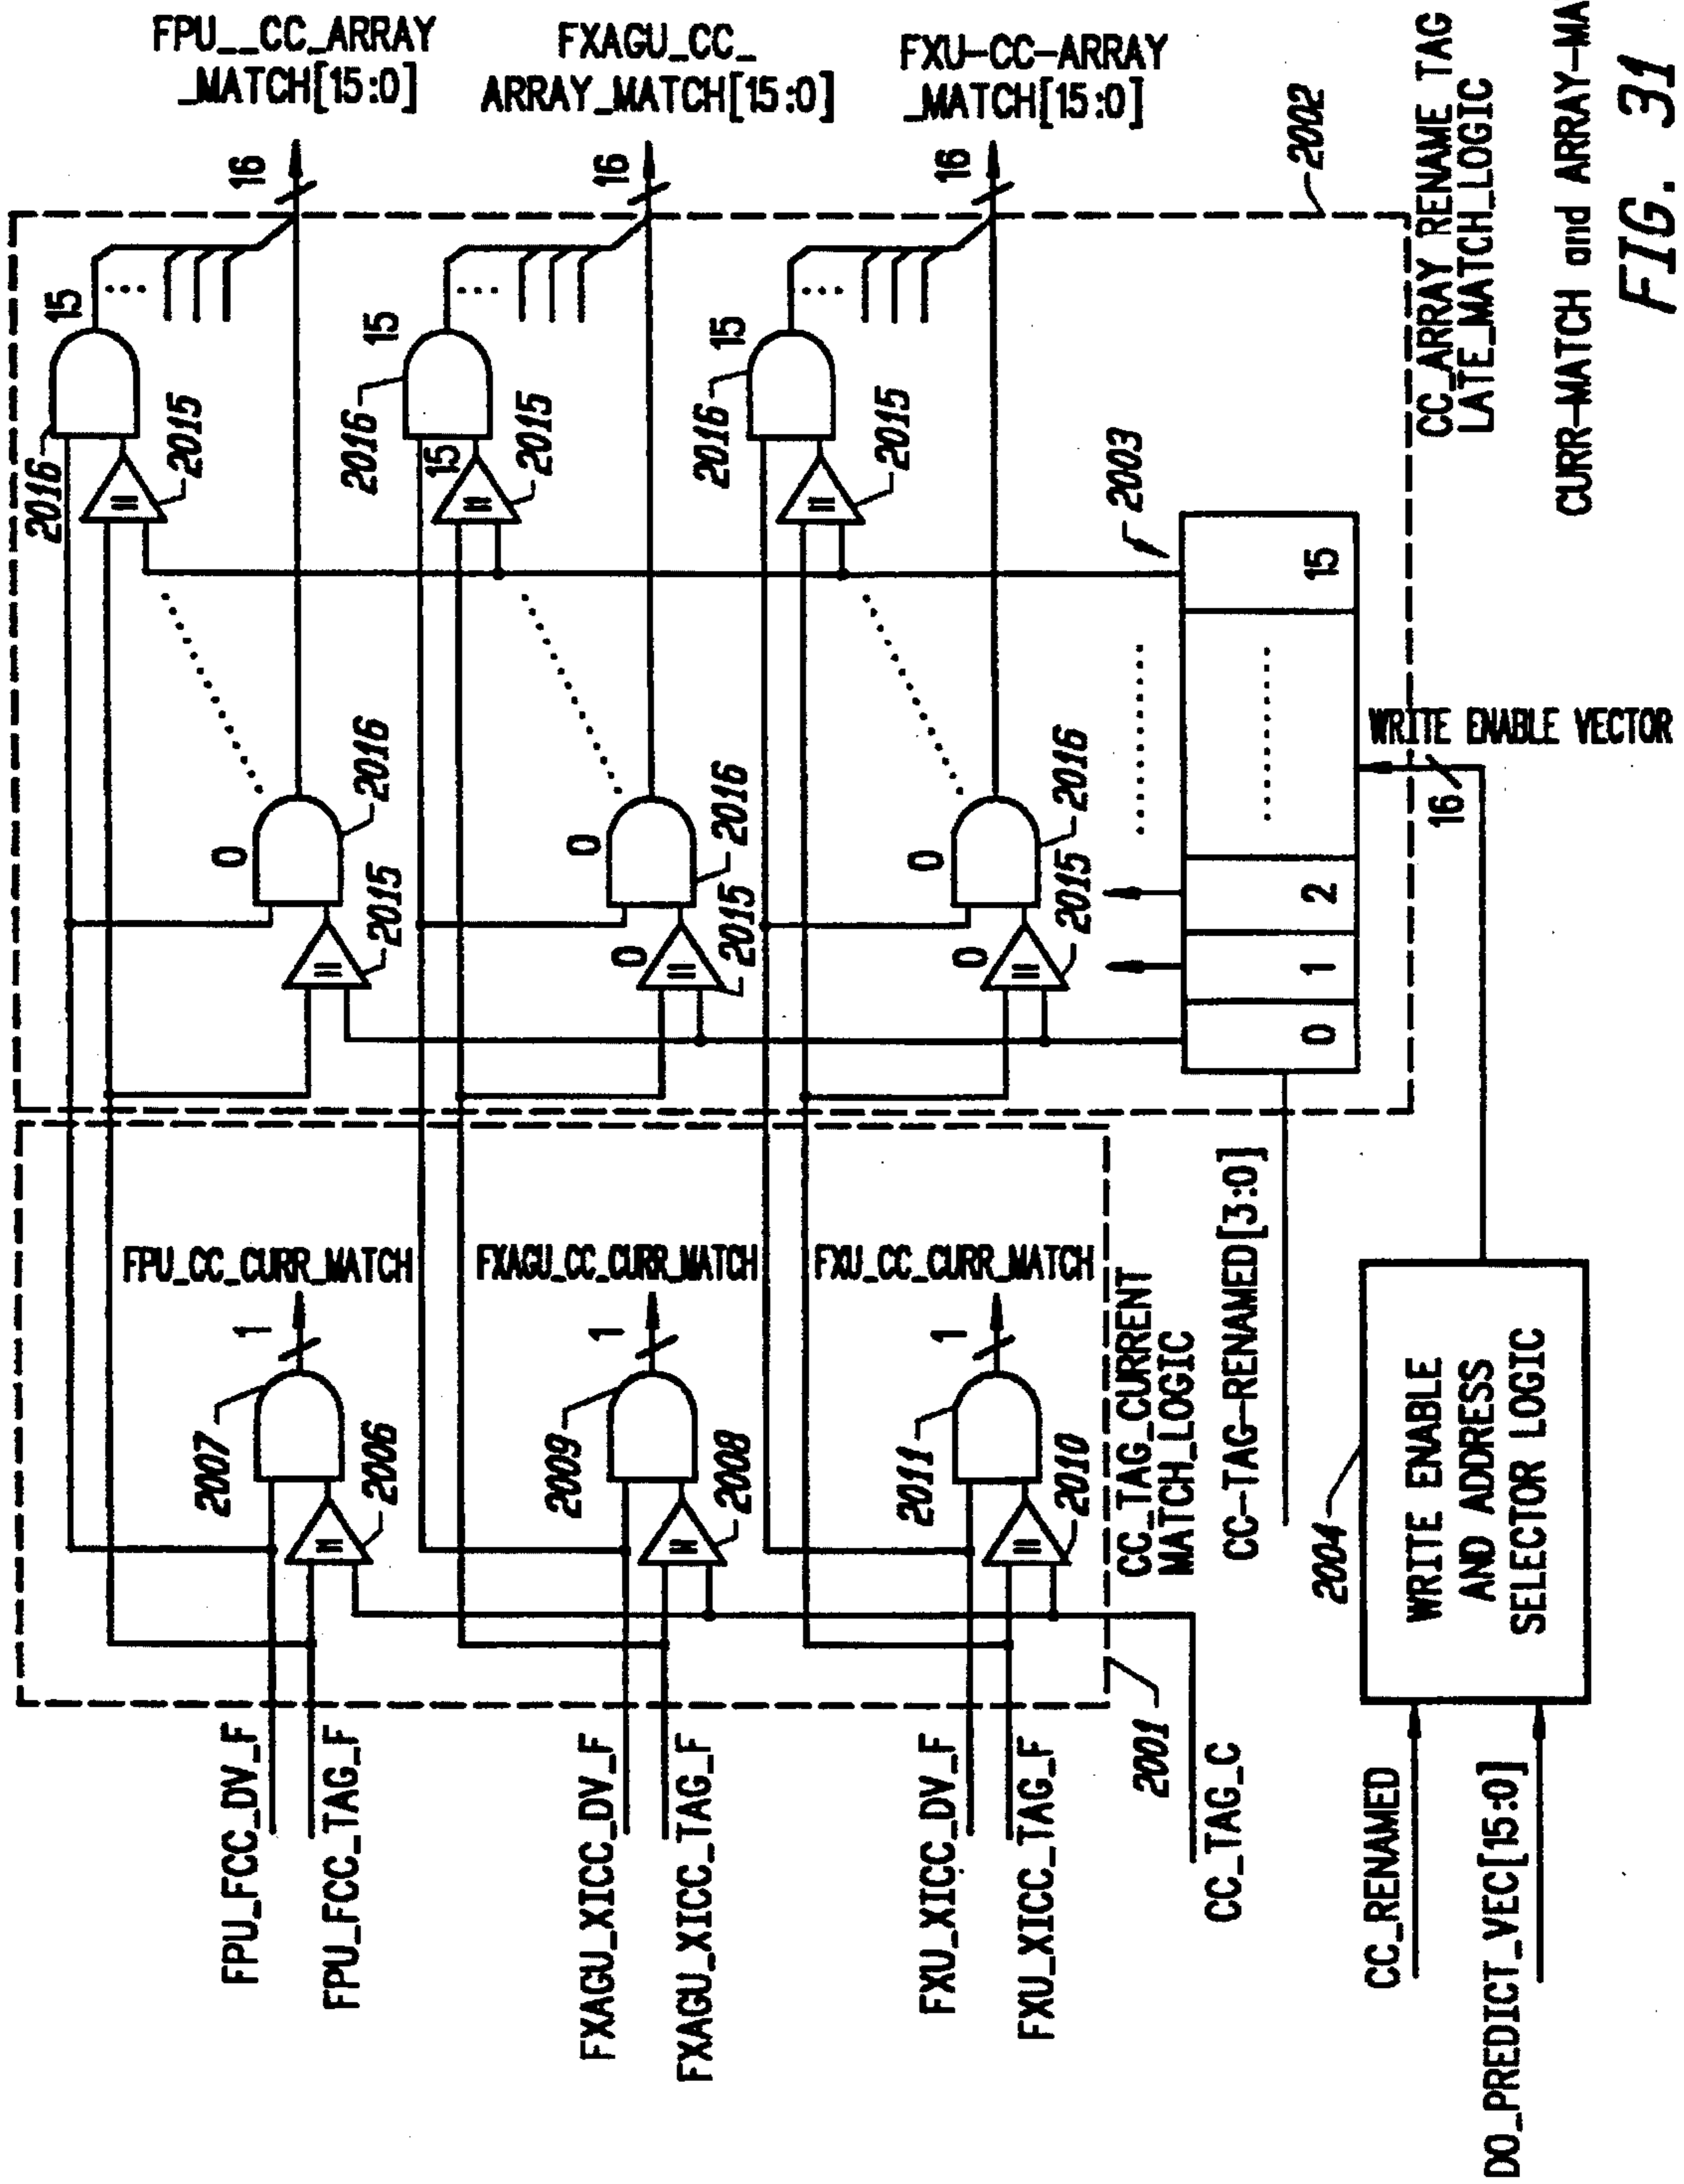 FPU__CC_ARRAY
_MATCH[15:0]
FXAGU_CC_
ARRAY_MATCH[15:0]
FXU-CC-ARRAY
_MATCH[15:0]
16
16
16
2002
15
15
15
2016
2015
2016
15
2015
2016
2015
2003
CC_ARRAY RENAME TAG
LATE_MATCH_LOGIC
CURR-MATCH and ARRAY-MA
FIG. 31
0
2016
2015
0
2016
0
2015
0
2016
0
2015
0
1
2
15
WRITE ENABLE VECTOR
16
FPU_CC_CURR_MATCH
FXAGU_CC_CURR_MATCH
FXU_CC_CURR_MATCH
1
1
1
2007
2006
2009
2008
2011
2010
CC_TAG_CURRENT
MATCH_LOGIC
CC-TAG-RENAMED[3:0]
2004
WRITE ENABLE
AND ADDRESS
SELECTOR LOGIC
FPU_FCC_DV_F
FPU_FCC_TAG_F
FXAGU_XICC_DV_F
FXAGU_XICC_TAG_F
FXU_XICC_DV_F
FXU_XICC_TAG_F
2001
CC_TAG_C
CC_RENAMED
DO_PREDICT_VEC[15:0]